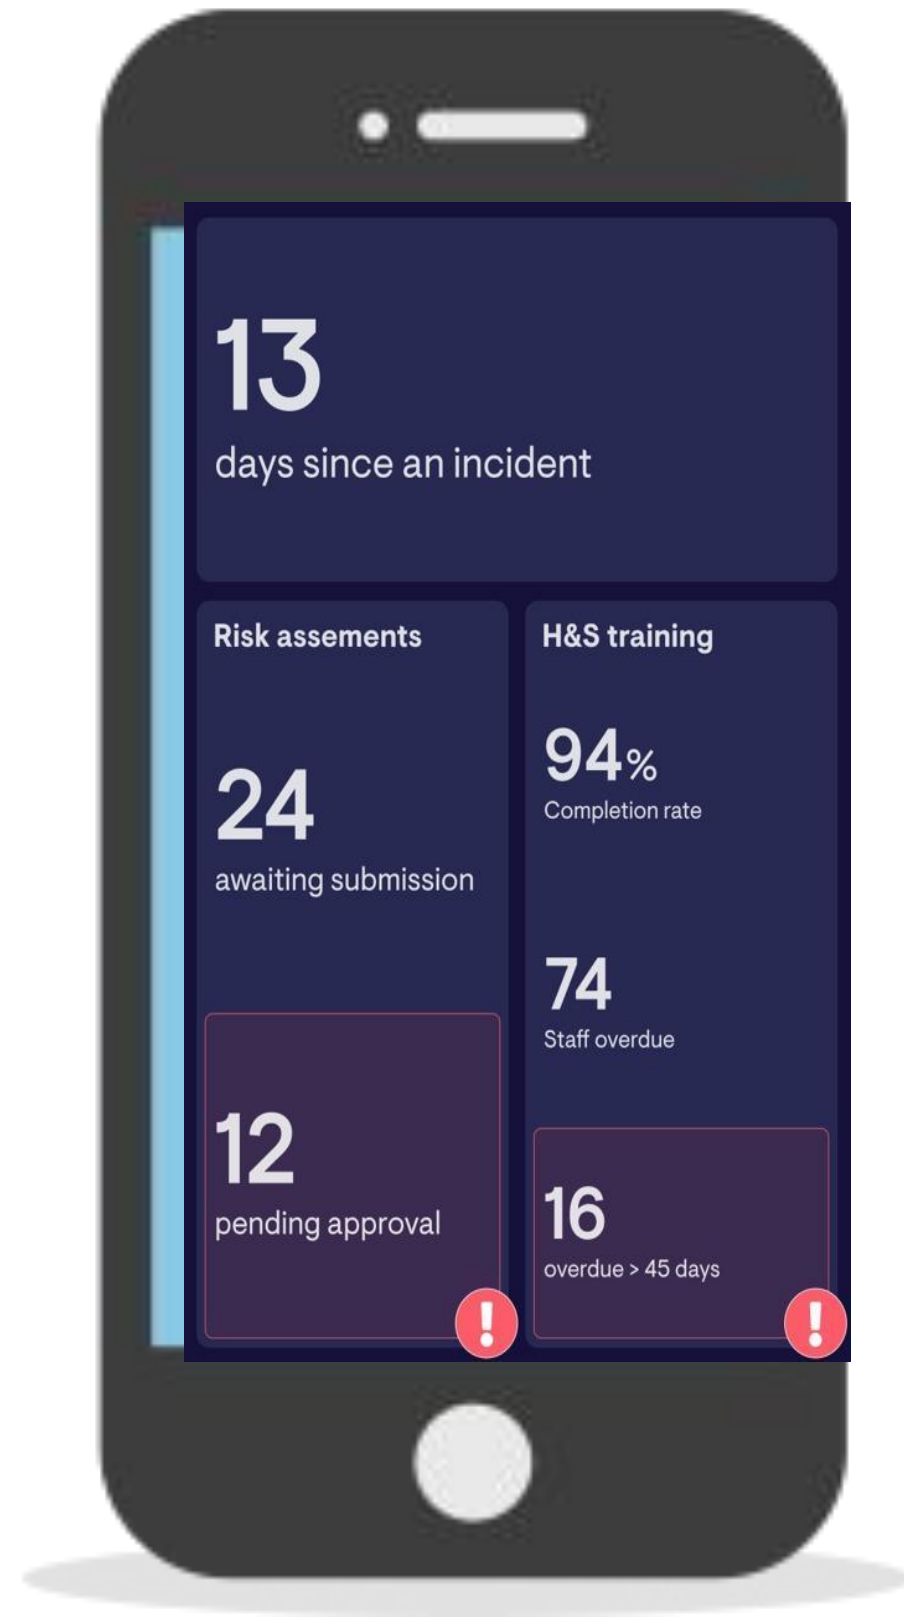 13
days since an incident
Risk assements
24
awaiting submission
12
pending approval
H&S training
94%
Completion rate
74
Staff overdue
16
overdue > 45 days